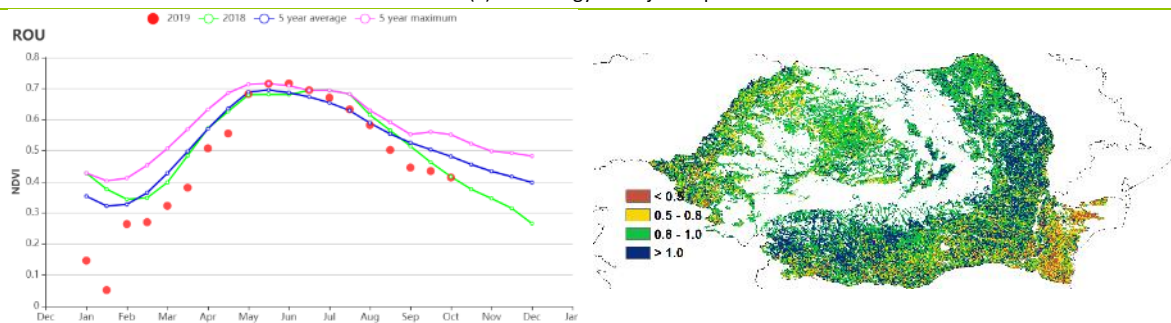 2019 2018 5 year average 5 year maximum
ROU
0.8
0.7
0.6
0.5
0.4
0.3
0.2
0.1
0
NDVI
Dec Jan Feb Mar Apr May Jun Jul Aug Sep Oct Nov Dec Jar
< 0.5
0.5 - 0.8
0.8 - 1.0
> 1.0